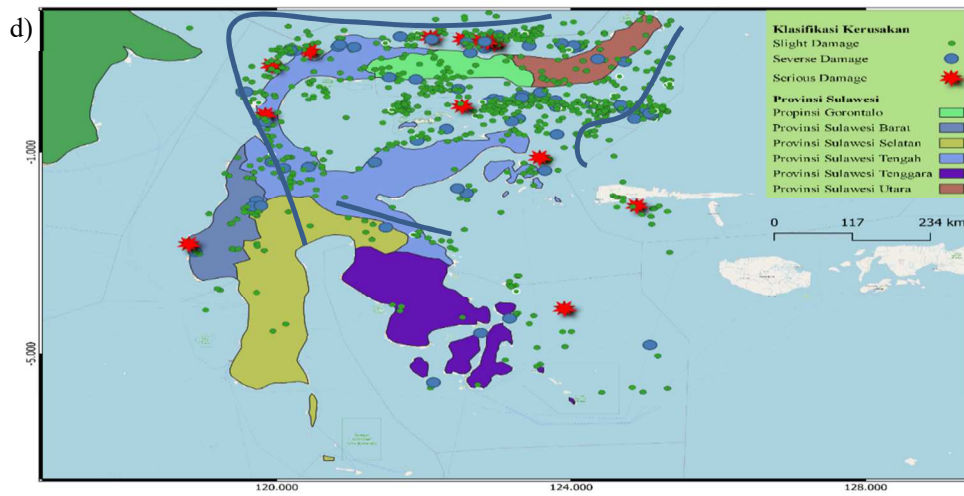 d)
Klasifikasi Kerusakan
Slight Damage
Severse Damage
Serious Damage
Provinsi Sulawesi
Propinsi Gorontalo
Provinsi Sulawesi Barat
Provinsi Sulawesi Selatan
Provinsi Sulawesi Tengah
Provinsi Sulawesi Tenggara
Provinsi Sulawesi Utara
0 117 234 km
-1.000
-5.000
120.000 124.000 128.000